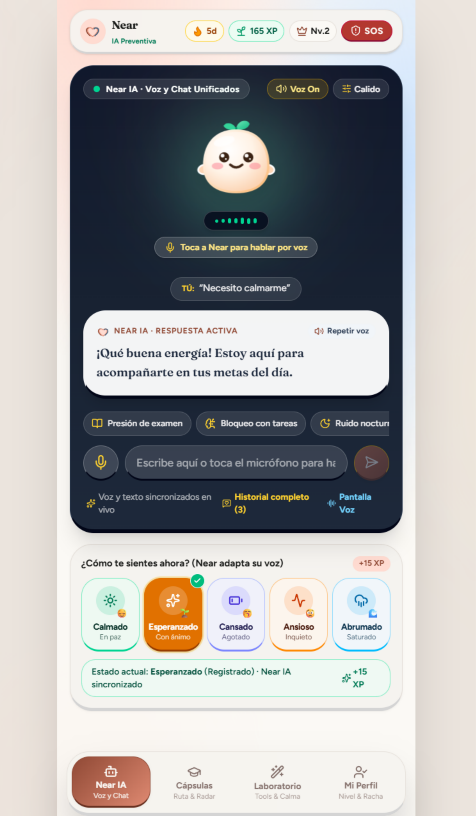 Near
IA Preventiva
5d
165 XP
Nv.2
SOS
Near IA · Voz y Chat Unificados
Voz On
Calido
Toca a Near para hablar por voz
TÚ: "Necesito calmarme"
NEAR IA · RESPUESTA ACTIVA
Repetir voz
¡Qué buena energía! Estoy aquí para
acompañarte en tus metas del día.
Presión de examen
Bloqueo con tareas
Ruido nocturn
Escribe aquí o toca el micrófono para ha
Voz y texto sincronizados en
vivo
Historial completo
(3)
Pantalla
Voz
¿Cómo te sientes ahora? (Near adapta su voz)
+15 XP
Calmado
En paz
Esperanzado
Con ánimo
Cansado
Agotado
Ansioso
Inquieto
Abrumado
Saturado
Estado actual: Esperanzado (Registrado) · Near IA
sincronizado
+15
XP
Near IA
Voz y Chat
Cápsulas
Ruta & Radar
Laboratorio
Tools & Calma
Mi Perfil
Nivel & Racha